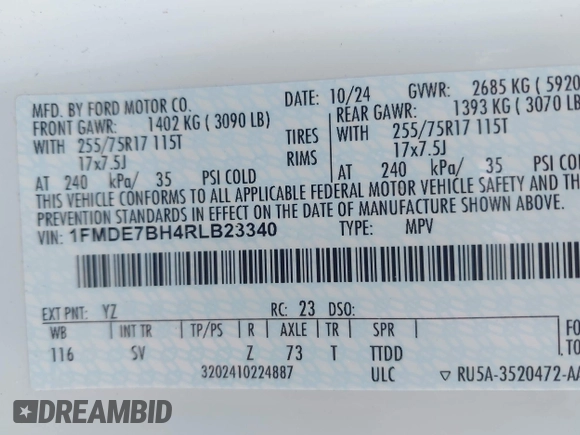 MFD. BY FORD MOTOR CO.
DATE: 10/24 GVWR: 2685 KG ( 5920
FRONT GAWR: 1402 KG ( 3090 LB) REAR GAWR: 1393 KG ( 3070 LB)
WITH 255/75R17 115T TIRES WITH 255/75R17 115T
17x7.5J RIMS 17x7.5J
AT 240 kPa/ 35 PSI COLD AT 240 kPa/ 35 PSI COLD
THIS VEHICLE CONFORMS TO ALL APPLICABLE FEDERAL MOTOR VEHICLE SAFETY AND THE
STANDARDS IN EFFECT ON THE DATE OF MANUFACTURE SHOWN ABOVE.
VIN: 1FMDE7BH4RLB23340 TYPE: MPV
EXT PNT: YZ RC: 23 DSO:
WB INT TR TP/PS R AXLE TR SPR
116 SV Z 73 T TTDD
3202410224887 ULC
RU5A-3520472-AA
DREAMBID